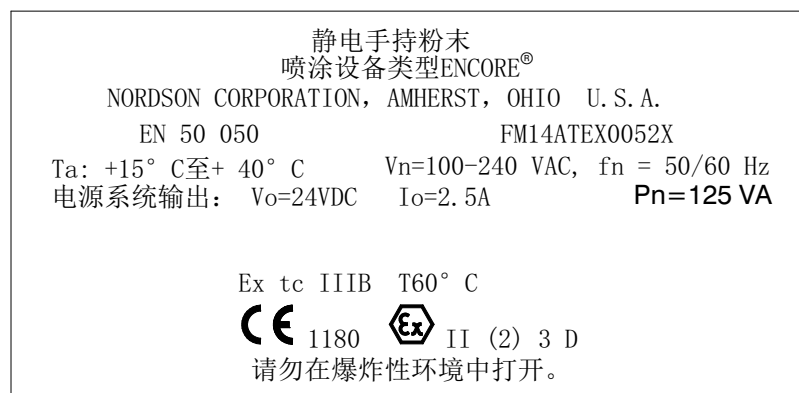 静电手持粉末
喷涂设备类型ENCORE®
NORDSON CORPORATION, AMHERST, OHIO U.S.A.
EN 50 050 FM14ATEX0052X
Ta: +15° C至+ 40° C Vn=100-240 VAC, fn = 50/60 Hz
电源系统输出: Vo=24VDC Io=2.5A Pn=125 VA
Ex tc IIIB T60° C
CE 1180 Ex II (2) 3 D
请勿在爆炸性环境中打开。